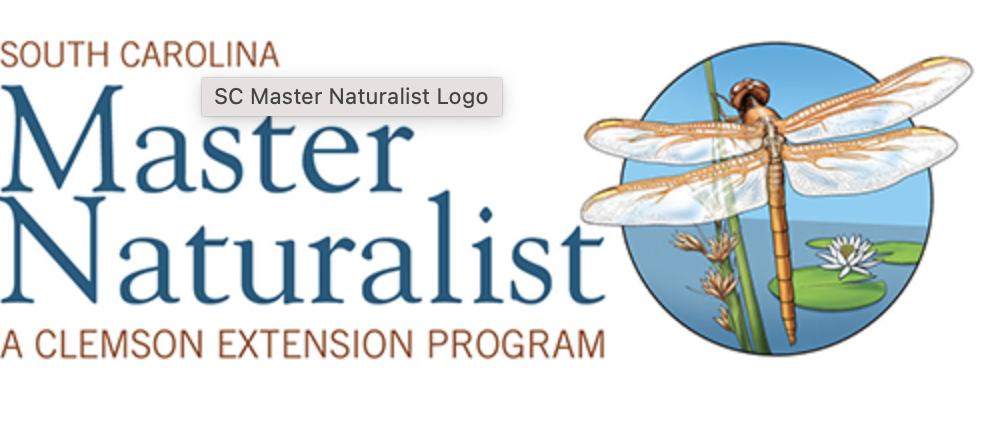 SOUTH CAROLINA
SC Master Naturalist Logo
Master
Naturalist
A CLEMSON EXTENSION PROGRAM